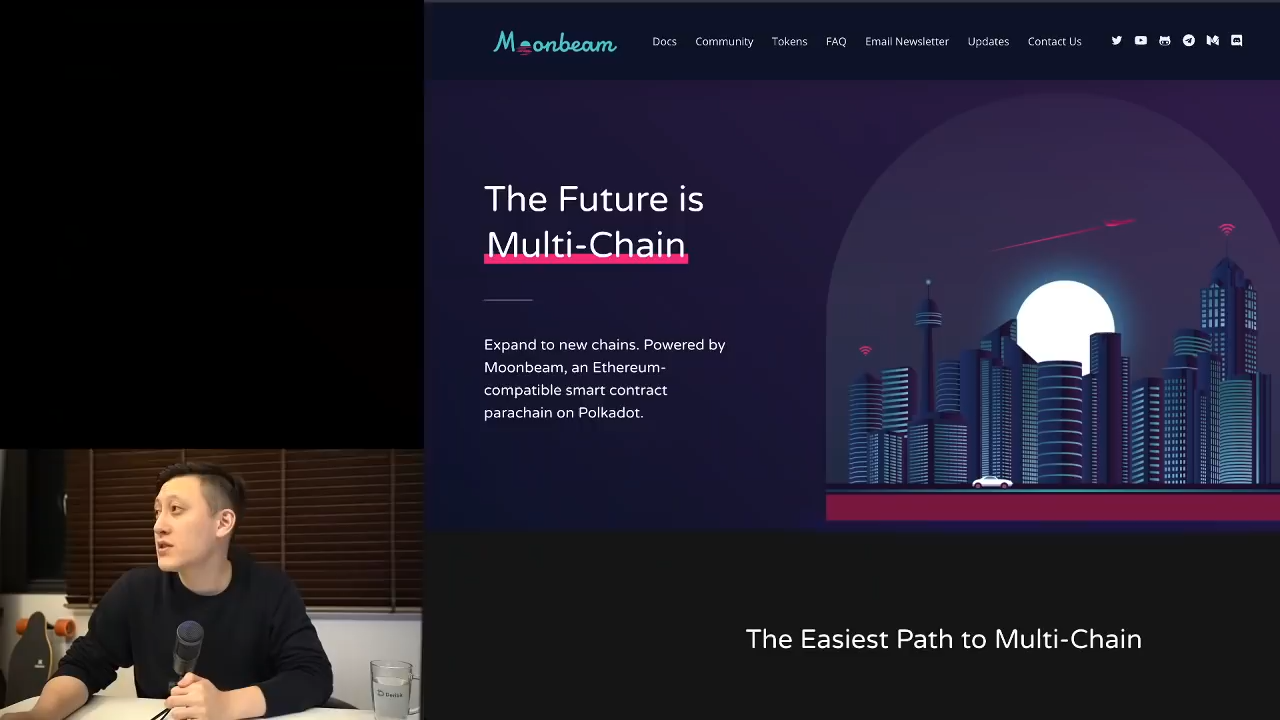 Moonbeam
Docs Community Tokens FAQ Email Newsletter Updates Contact Us
The Future is
Multi-Chain
Expand to new chains. Powered by
Moonbeam, an Ethereum-
compatible smart contract
parachain on Polkadot.
The Easiest Path to Multi-Chain